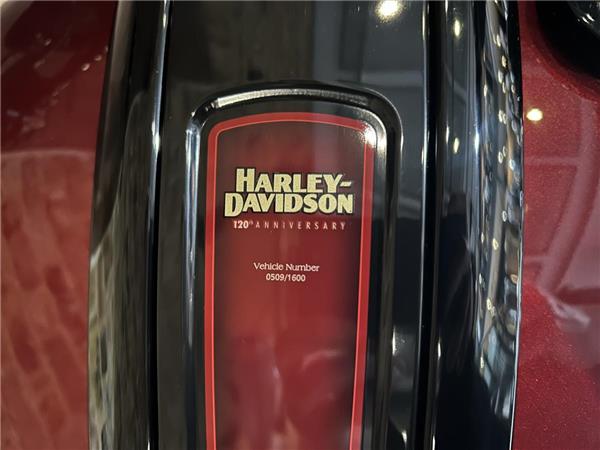 HARLEY-
DAVIDSON
120th ANNIVERSARY
Vehicle Number
0509/1600